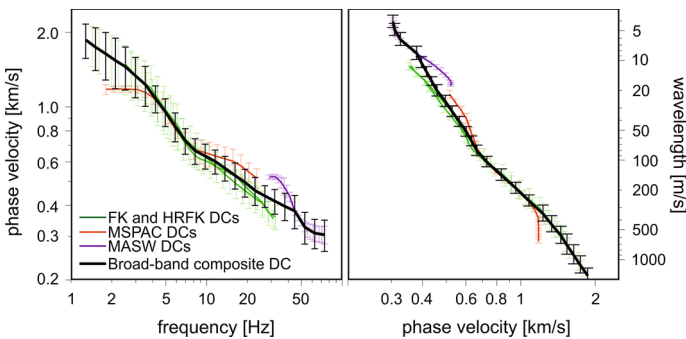 2.0
1.0
0.8
0.6
0.4
0.3
0.2
phase velocity [km/s]
FK and HRFK DCs
MSPAC DCs
MASW DCs
Broad-band composite DC
1 2 5 10 20 50
frequency [Hz]
5
10
20
50
100
200
500
1000
wavelength [m/s]
0.3 0.4 0.6 0.8 1 2
phase velocity [km/s]